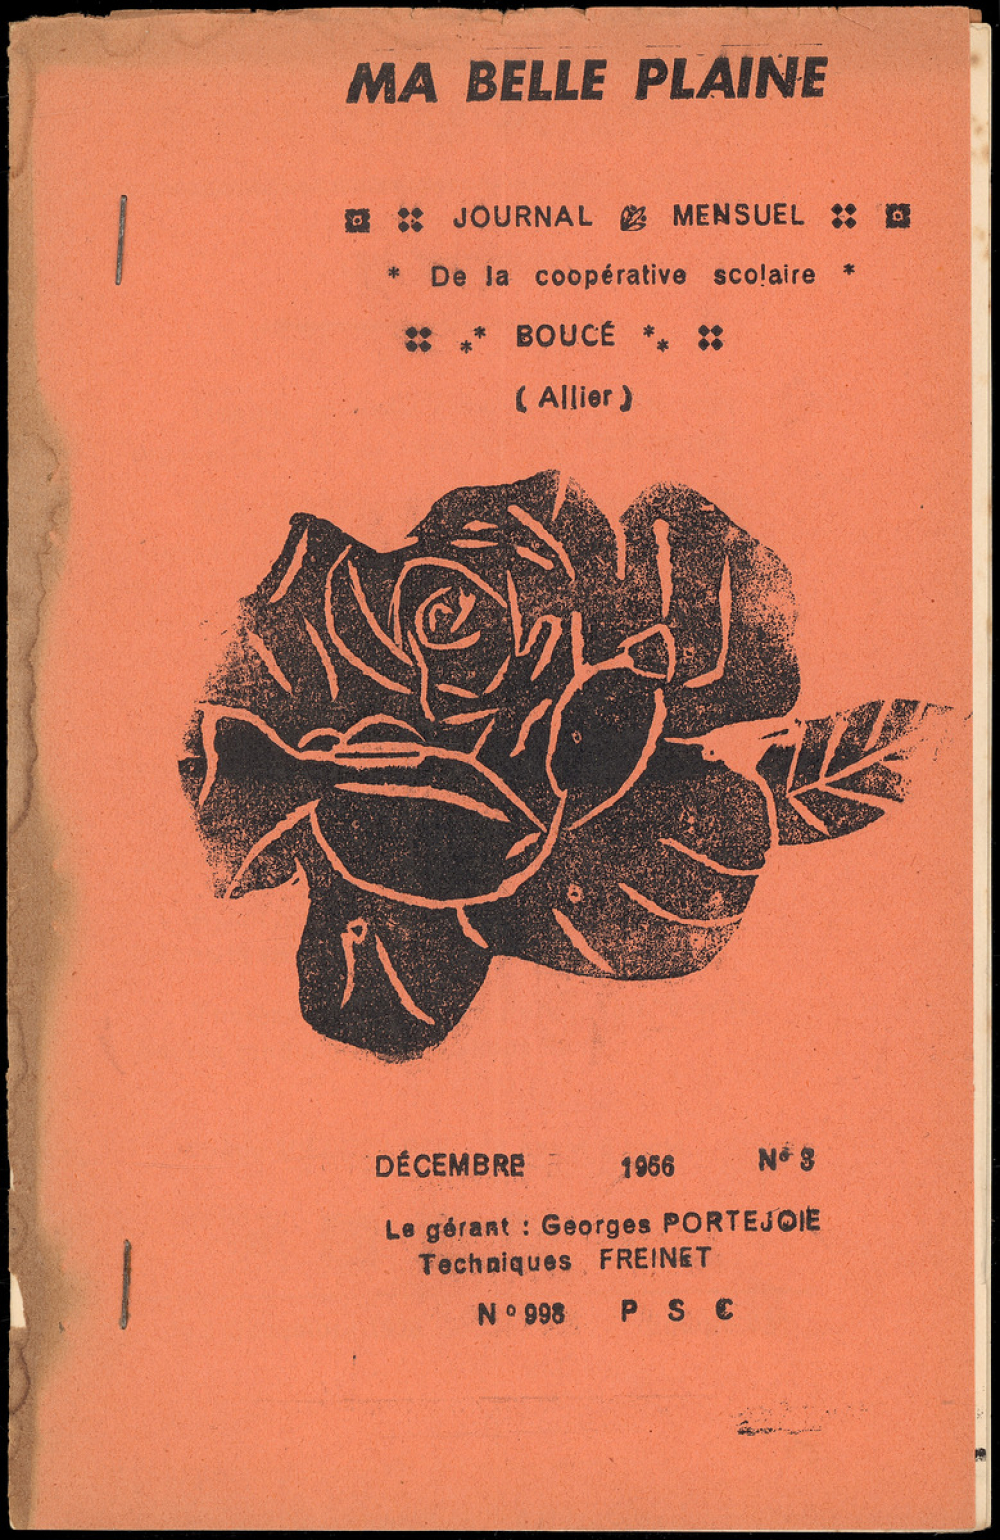 MA BELLE PLAINE
JOURNAL MENSUEL
* De la coopérative scolaire *
** BOUCÉ **
(Allier)
DÉCEMBRE 1956 N° 3
Le gérant : Georges PORTEJOIE
Techniques FREINET
N° 998 P S C